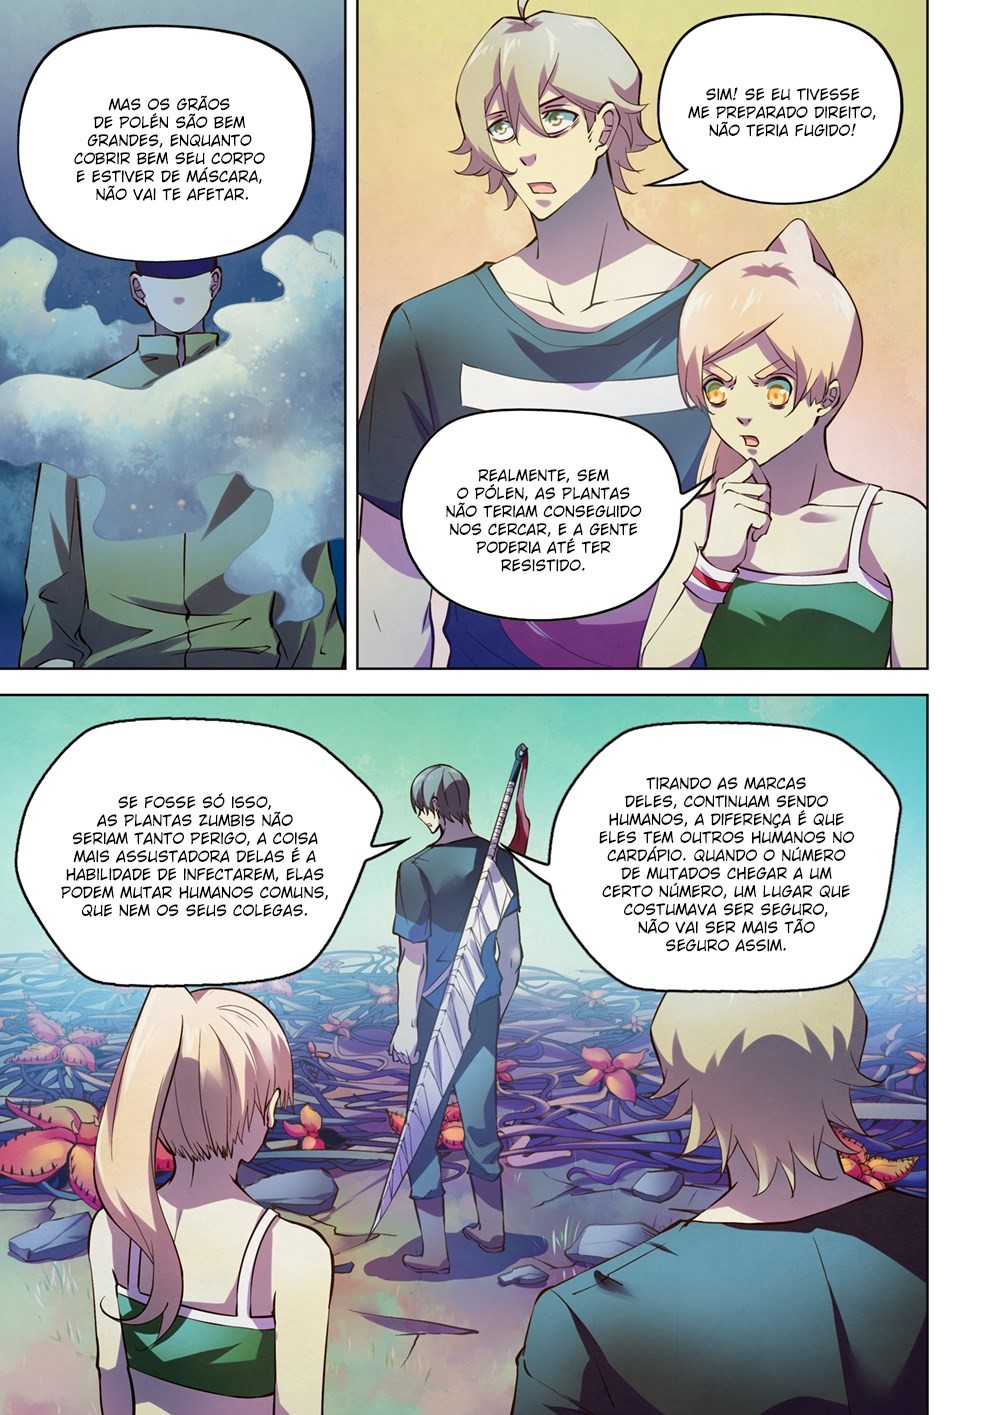 MAS OS GRÃOS
DE POLÉN SÃO BEM
GRANDES, ENQUANTO
COBRIR BEM SEU CORPO
E ESTIVER DE MÁSCARA,
NÃO VAI TE AFETAR.
SIM! SE EU TIVESSE
ME PREPARADO DIREITO,
NÃO TERIA FUGIDO!
REALMENTE, SEM
O PÓLEN, AS PLANTAS
NÃO TERIAM CONSEGUIDO
NOS CERCAR, E A GENTE
PODERIA ATÉ TER
RESISTIDO.
SE FOSSE SÓ ISSO,
AS PLANTAS ZUMBIS NÃO
SERIAM TANTO PERIGO, A COISA
MAIS ASSUSTADORA DELAS É A
HABILIDADE DE INFECTAREM, ELAS
PODEM MUTAR HUMANOS COMUNS,
QUE NEM OS SEUS COLEGAS.
TIRANDO AS MARCAS
DELES, CONTINUAM SENDO
HUMANOS, A DIFERENÇA É QUE
ELES TEM OUTROS HUMANOS NO
CARDÁPIO. QUANDO O NÚMERO
DE MUTADOS CHEGAR A UM
CERTO NÚMERO, UM LUGAR QUE
COSTUMAVA SER SEGURO,
NÃO VAI SER MAIS TÃO
SEGURO ASSIM.